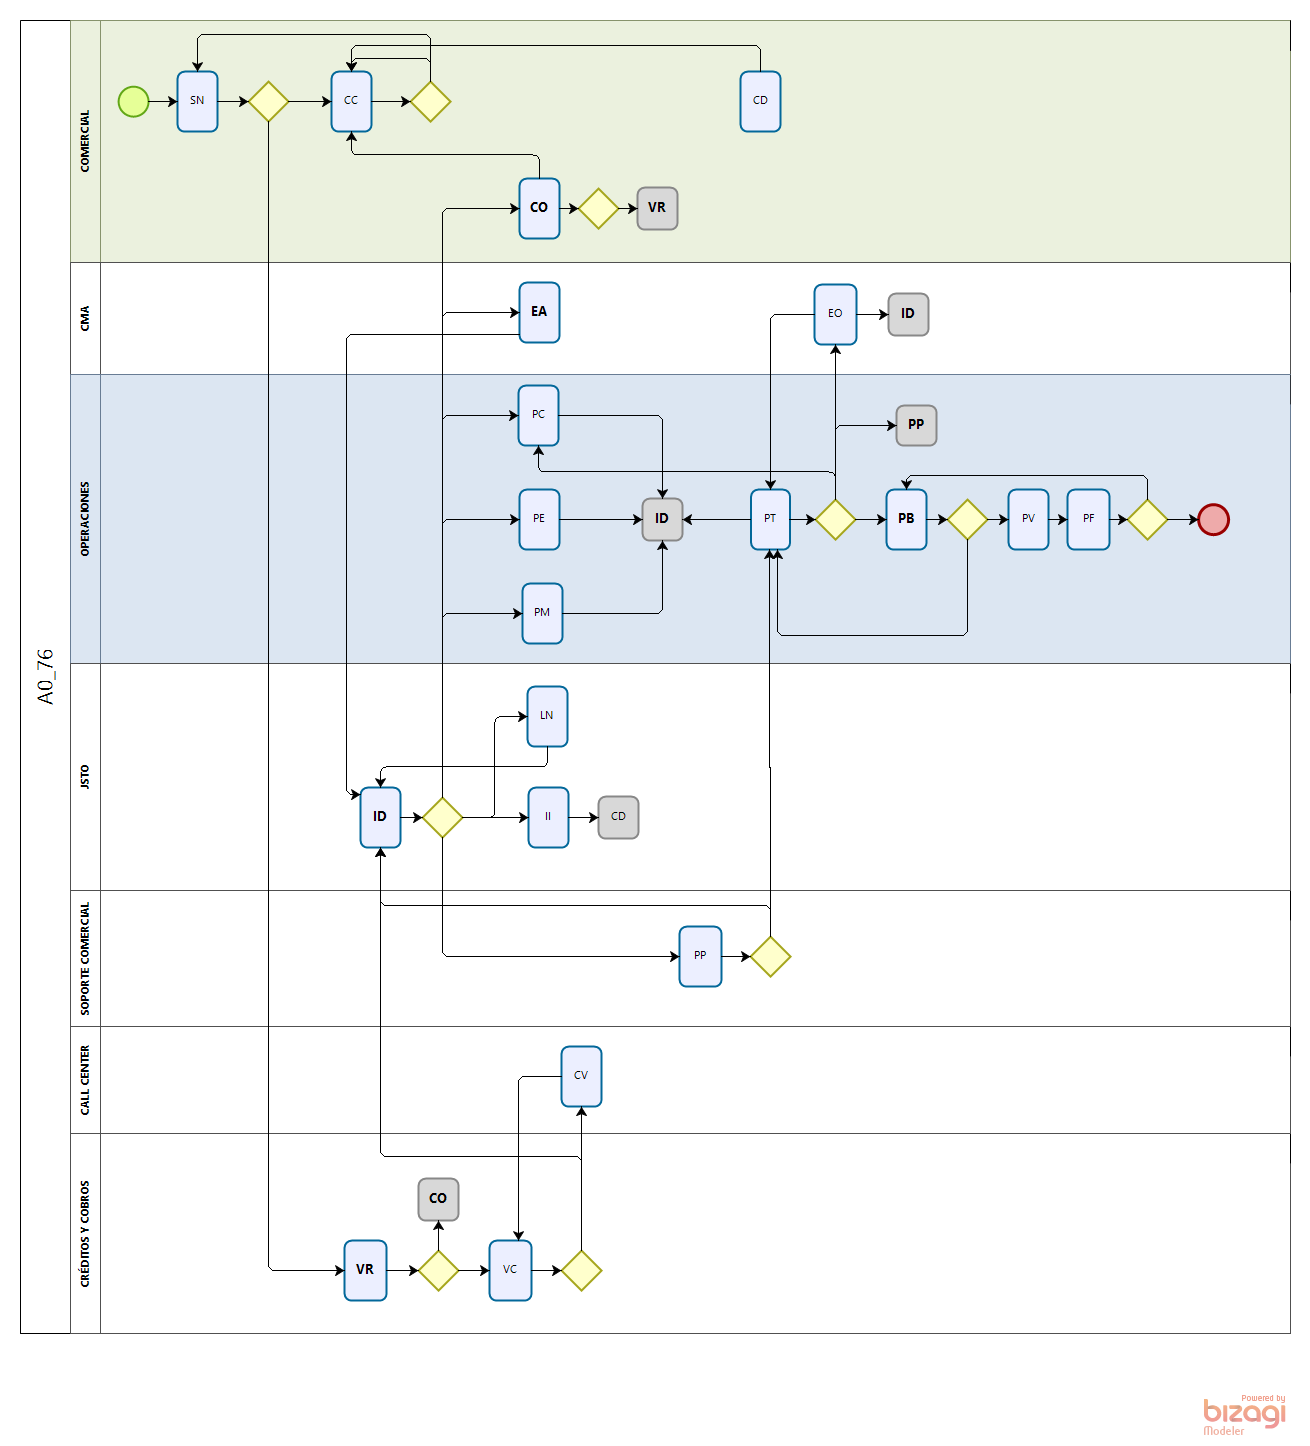 A0_76
COMERCIAL
SN
CC
CD
CO
VR
CMA
EA
EO
ID
OPERACIONES
PC
PP
PE
ID
PT
PB
PV
PF
PM
JSTO
LN
ID
II
CD
SOPORTE COMERCIAL
PP
CALL CENTER
CV
CRÉDITOS Y COBROS
CO
VR
VC
Powered by
bizagi
Modeler